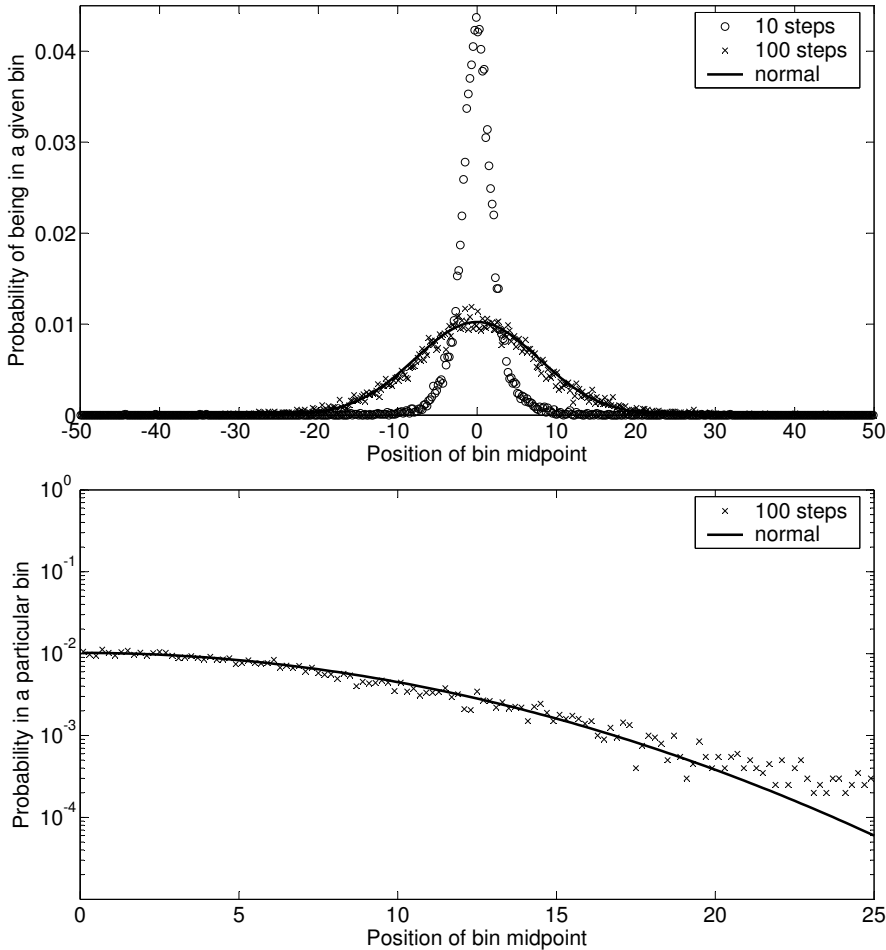 10 steps
100 steps
normal
Probability of being in a given bin
0.04
0.03
0.02
0.01
0
-50 -40 -30 -20 -10 0 10 20 30 40 50
Position of bin midpoint
100 steps
normal
Probability in a particular bin
10^0
10^-1
10^-2
10^-3
10^-4
0 5 10 15 20 25
Position of bin midpoint